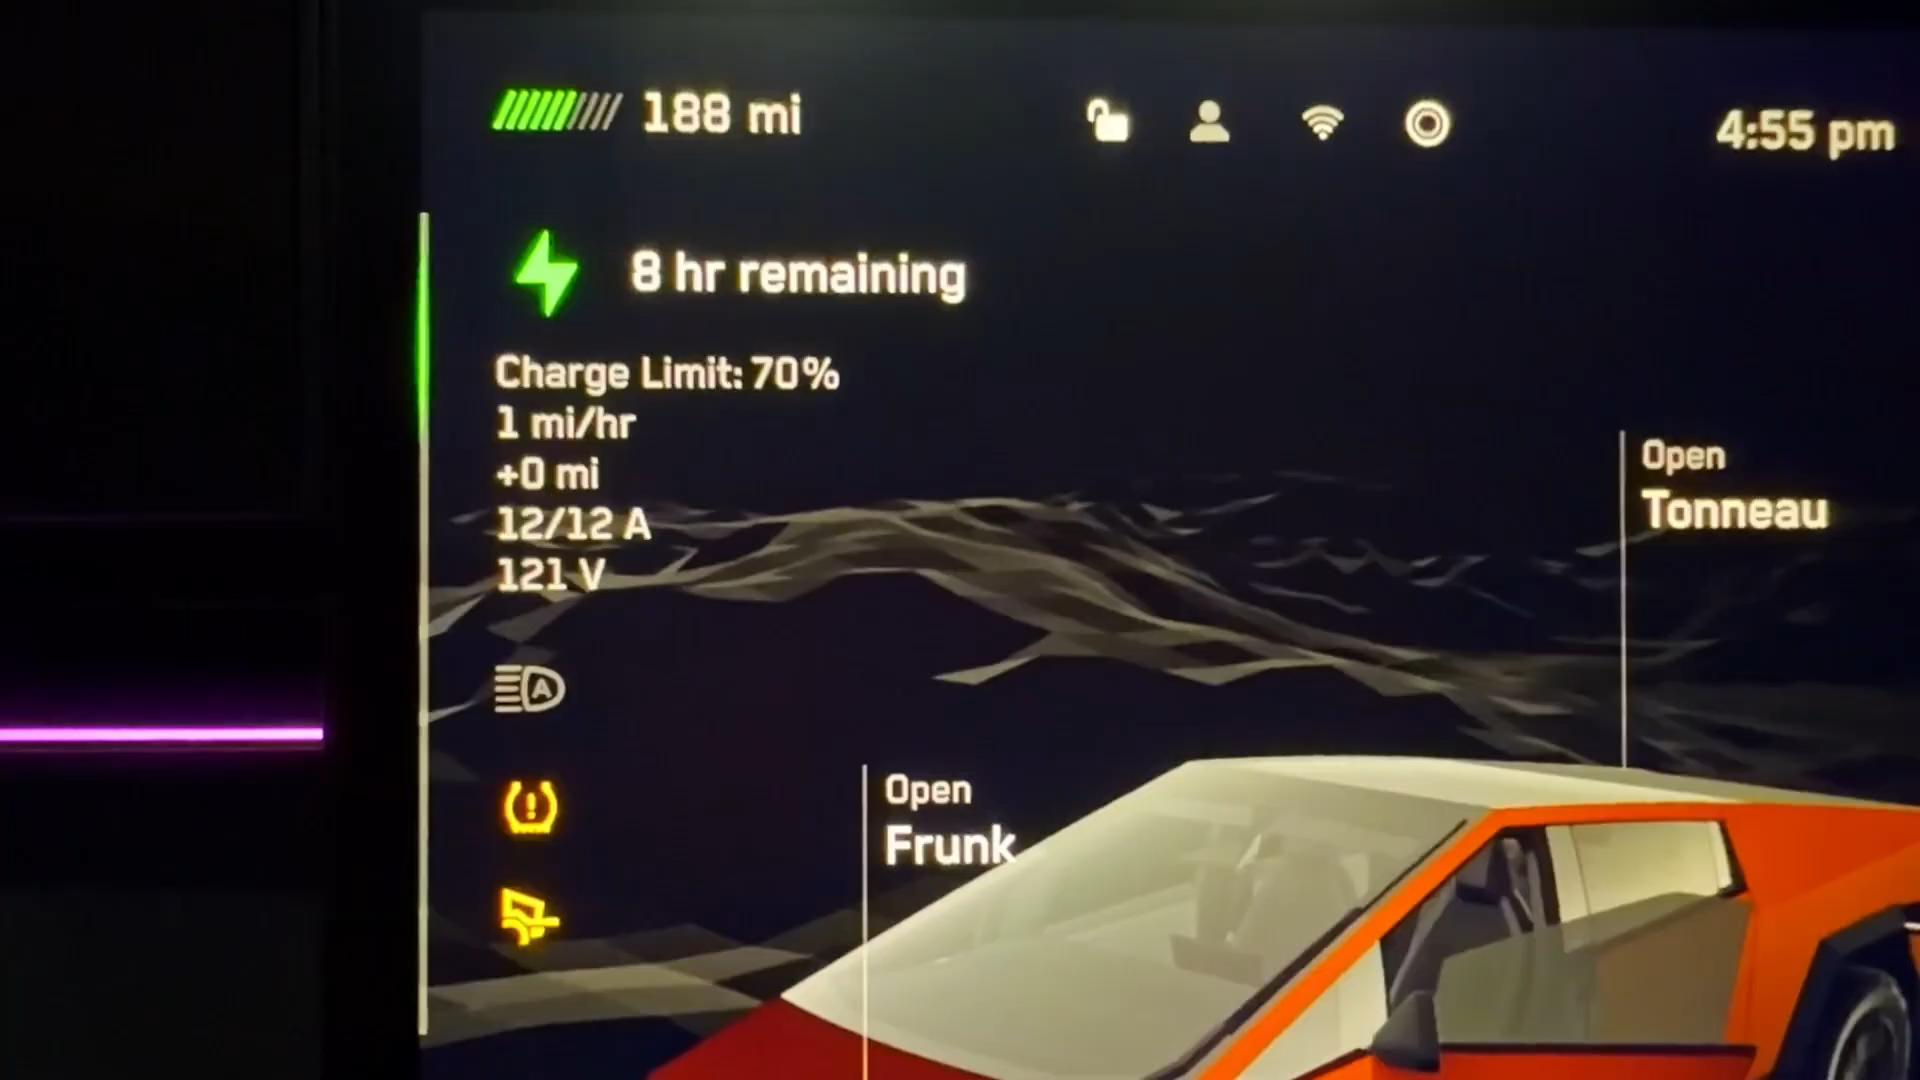 188 mi
4:55 pm
8 hr remaining
Charge Limit: 70%
1 mi/hr
+0 mi
12/12 A
121 V
A
Open
Tonneau
Open
Frunk